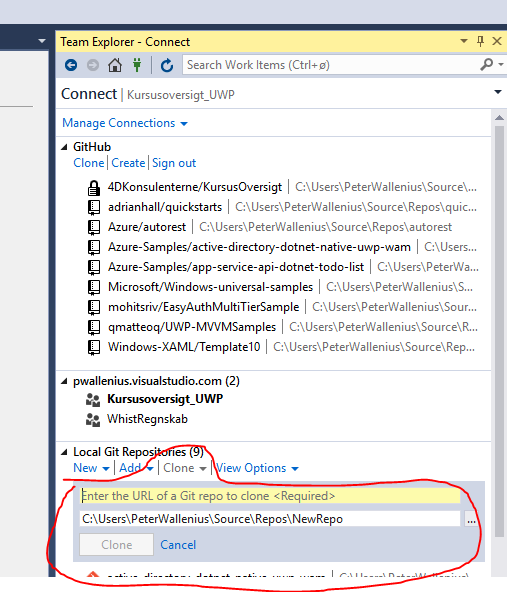 Team Explorer - Connect
Search Work Items (Ctrl+ø)
Connect | Kursusoversigt_UWP
Manage Connections
GitHub
Clone | Create | Sign out
4DKonsulenterne/KursusOversigt | C:\Users\PeterWallenius\Source\...
adrianhall/quickstarts | C:\Users\PeterWallenius\Source\Repos\quic...
Azure/autorest | C:\Users\PeterWallenius\Source\Repos\autorest
Azure-Samples/active-directory-dotnet-native-uwp-wam | C:\Users...
Azure-Samples/app-service-api-dotnet-todo-list | C:\Users\PeterWa...
Microsoft/Windows-universal-samples | C:\Users\PeterWallenius\S...
mohitsriv/EasyAuthMultiTierSample | C:\Users\PeterWallenius\Sour...
qmatteoq/UWP-MVVMSamples | C:\Users\PeterWallenius\Source\R...
Windows-XAML/Template10 | C:\Users\PeterWallenius\Source\Rep...
pwallenius.visualstudio.com (2)
Kursusoversigt_UWP
WhistRegnskab
Local Git Repositories (9)
New | Add | Clone | View Options
Enter the URL of a Git repo to clone <Required>
C:\Users\PeterWallenius\Source\Repos\NewRepo ...
Clone Cancel
active-directory-dotnet-native-uwp-wam | C:\Users\PeterWallenius\...